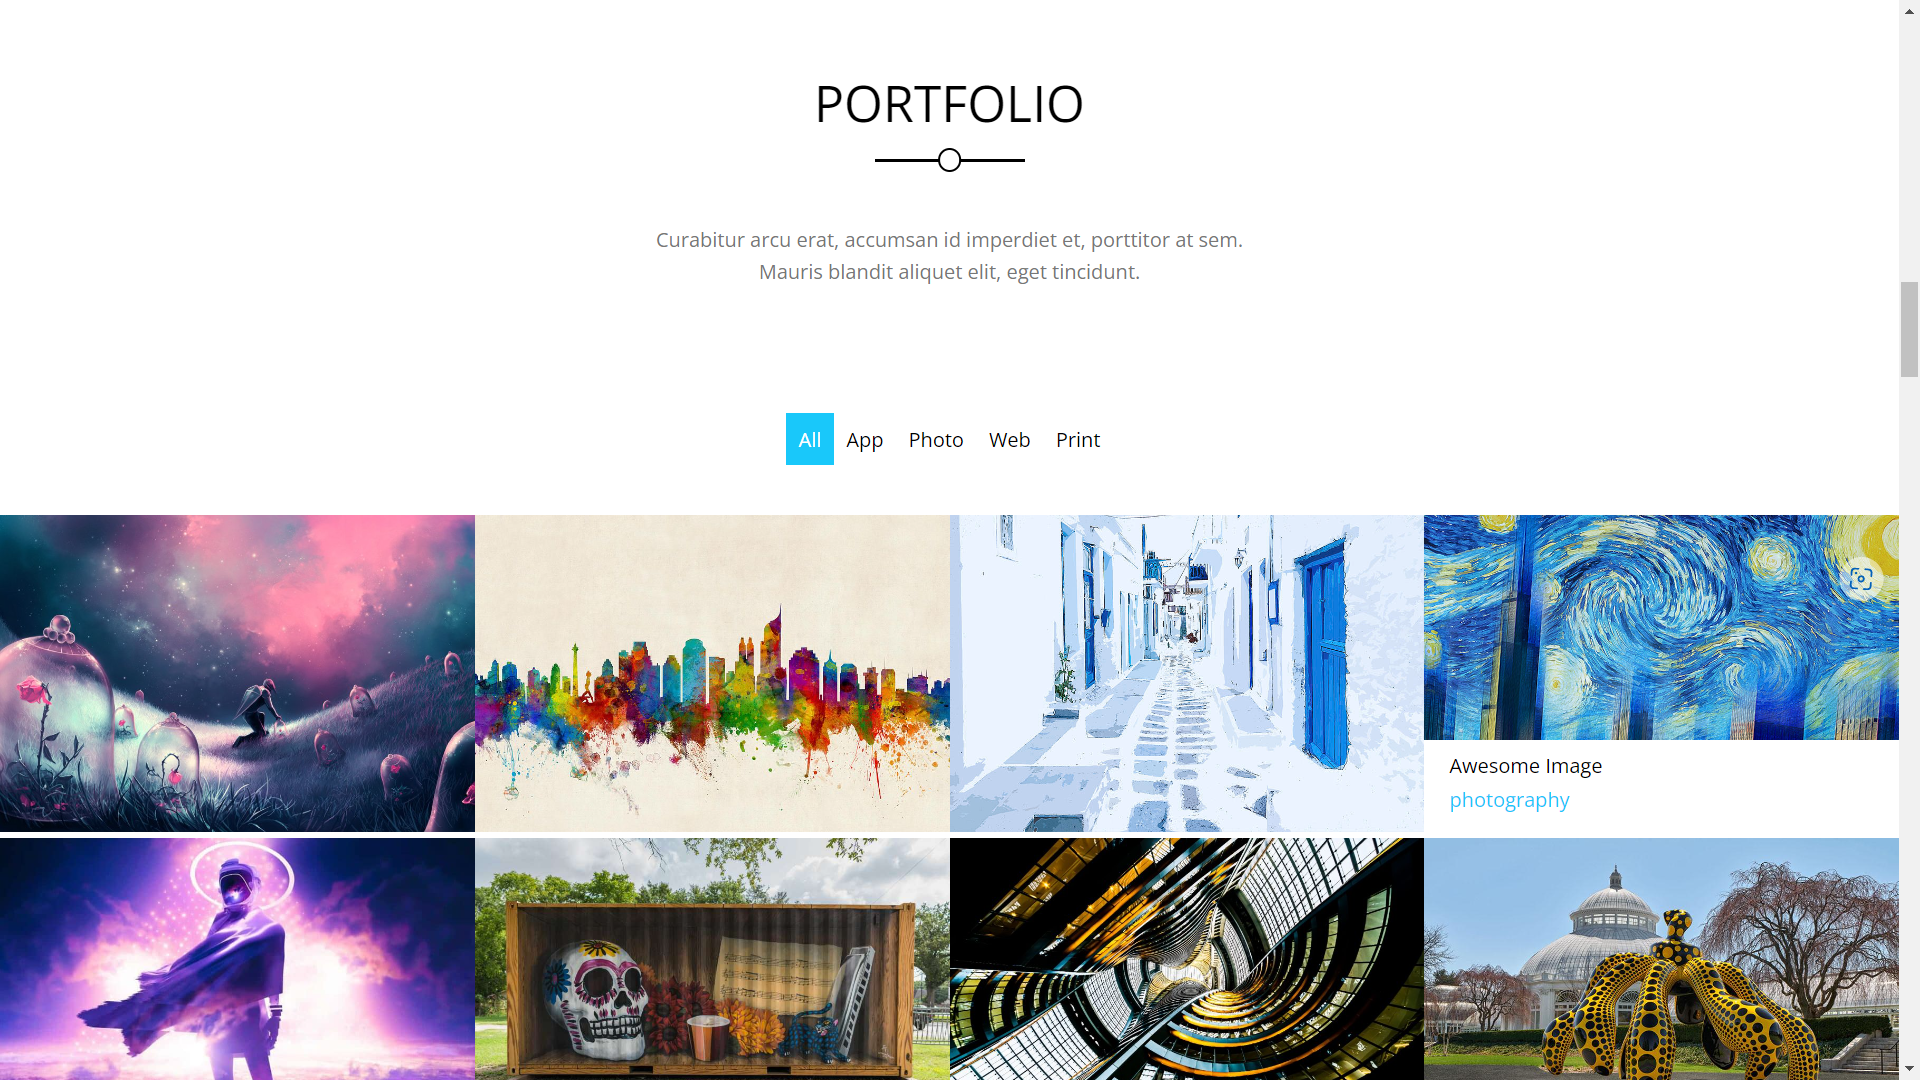 PORTFOLIO
Curabitur arcu erat, accumsan id imperdiet et, porttitor at sem.
Mauris blandit aliquet elit, eget tincidunt.
All App Photo Web Print
Awesome Image
photography